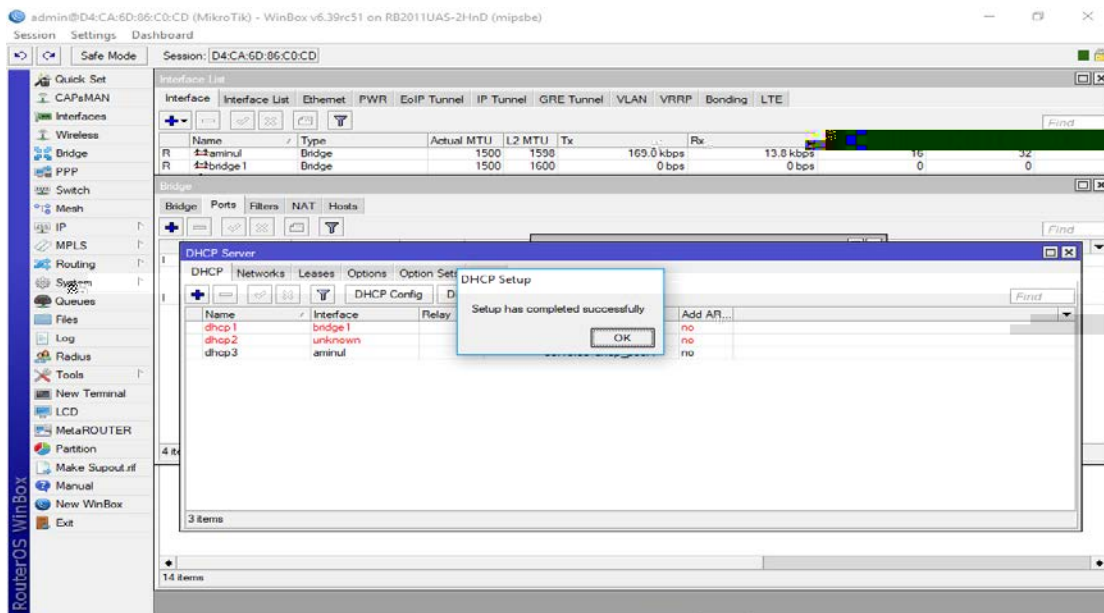 admin@D4:CA:6D:86:C0:CD (MikroTik) - WinBox v6.39rc51 on RB2011UAS-2HnD (mipsbe)
Session Settings Dashboard
Safe Mode Session: D4:CA:6D:86:C0:CD
Quick Set
CAPsMAN
Interfaces
Wireless
Bridge
PPP
Switch
Mesh
IP
MPLS
Routing
System
Queues
Files
Log
Radius
Tools
New Terminal
LCD
MetaROUTER
Partition
Make Supout.rif
Manual
New WinBox
Exit
RouterOS WinBox
Interface List
Interface Interface List Ethernet PWR EoIP Tunnel IP Tunnel GRE Tunnel VLAN VRRP Bonding LTE
Find
Name Type Actual MTU L2 MTU Tx Rx
R aminul Bridge 1500 1598 169.0 kbps 13.8 kbps 16 32
R bridge1 Bridge 1500 1600 0 bps 0 bps 0 0
Bridge
Bridge Ports Filters NAT Hosts
Find
DHCP Server
DHCP Networks Leases Options Option Sets
DHCP Config
Find
Name Interface Relay Add AR...
dhcp1 bridge1 no
dhcp2 unknown no
dhcp3 aminul no
3 items
DHCP Setup
Setup has completed successfully
OK
14 items